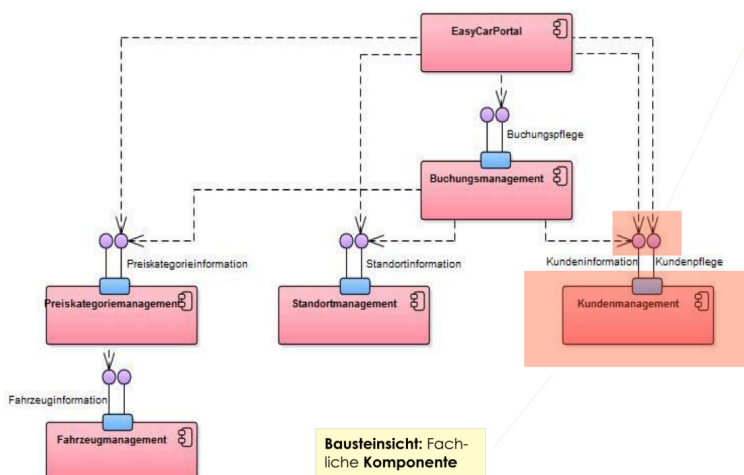 EasyCarPortal
Buchungspflege
Buchungsmanagement
Preiskategorieinformation
Standortinformation
Kundeninformation
Kundenpflege
Preiskategoriemanagement
Standortmanagement
Kundenmanagement
Fahrzeuginformation
Fahrzeugmanagement
Bausteinsicht: Fach-
liche Komponente